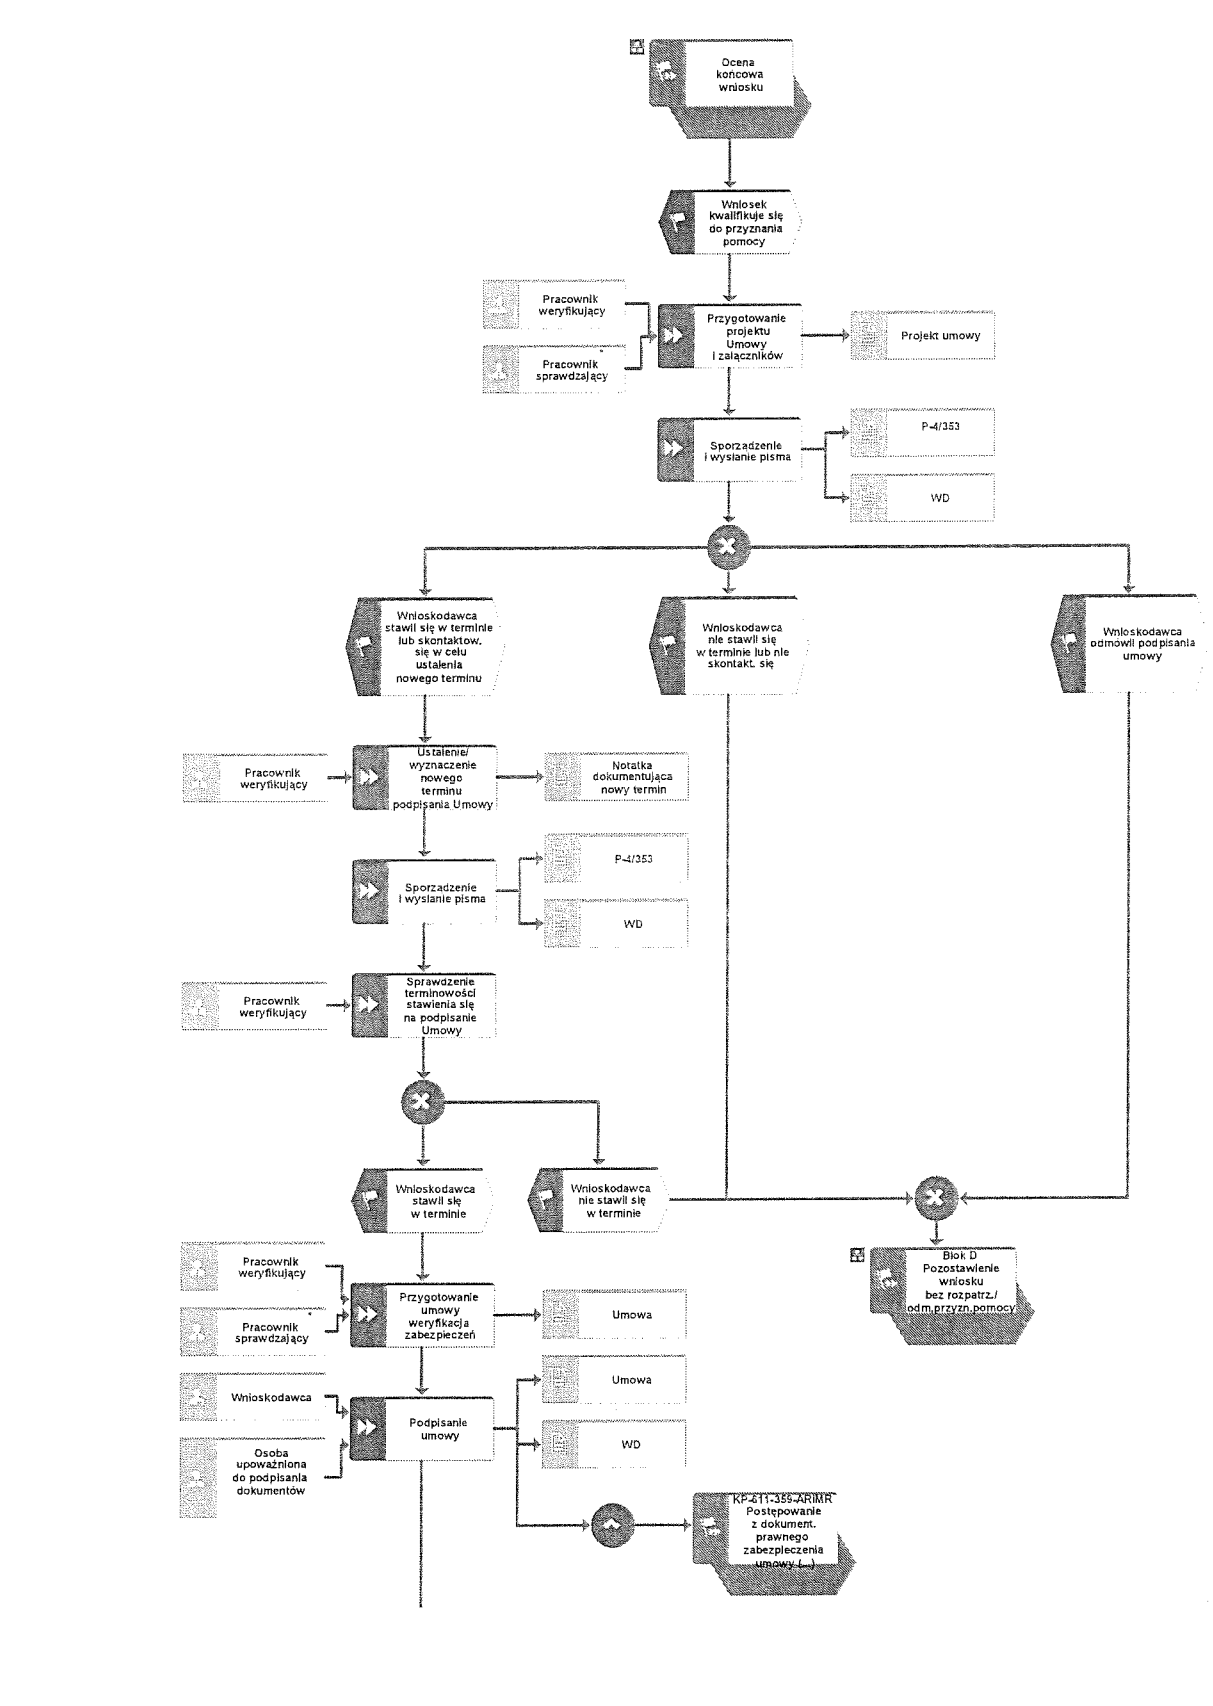 Ocena
końcowa
wniosku
Wniosek
kwalifikuje się
do przyznania
pomocy
Pracownik
weryfikujący
Pracownik
sprawdzający
Przygotowanie
projektu
Umowy
i załączników
Projekt umowy
Sporządzenie
i wysłanie pisma
P-4/353
WD
Wnioskodawca
stawił się w terminie
lub skontaktow.
się w celu
ustalenia
nowego terminu
Wnioskodawca
nie stawił się
w terminie lub nie
skontakt. się
Wnioskodawca
odmówił podpisania
umowy
Pracownik
weryfikujący
Ustalenie/
wyznaczenie
nowego
terminu
podpisania Umowy
Notatka
dokumentująca
nowy termin
Sporządzenie
i wysłanie pisma
P-4/353
WD
Pracownik
weryfikujący
Sprawdzenie
terminowości
stawienia się
na podpisanie
Umowy
Wnioskodawca
stawił się
w terminie
Wnioskodawca
nie stawił się
w terminie
Blok D
Pozostawienie
wniosku
bez rozpatrz./
odm.przyzn.pomocy
Pracownik
weryfikujący
Pracownik
sprawdzający
Przygotowanie
umowy
weryfikacja
zabezpieczeń
Umowa
Wnioskodawca
Osoba
upoważniona
do podpisania
dokumentów
Podpisanie
umowy
Umowa
WD
KP-611-359-ARiMR
Postępowanie
z dokument.
prawnego
zabezpieczenia
umowy (...)